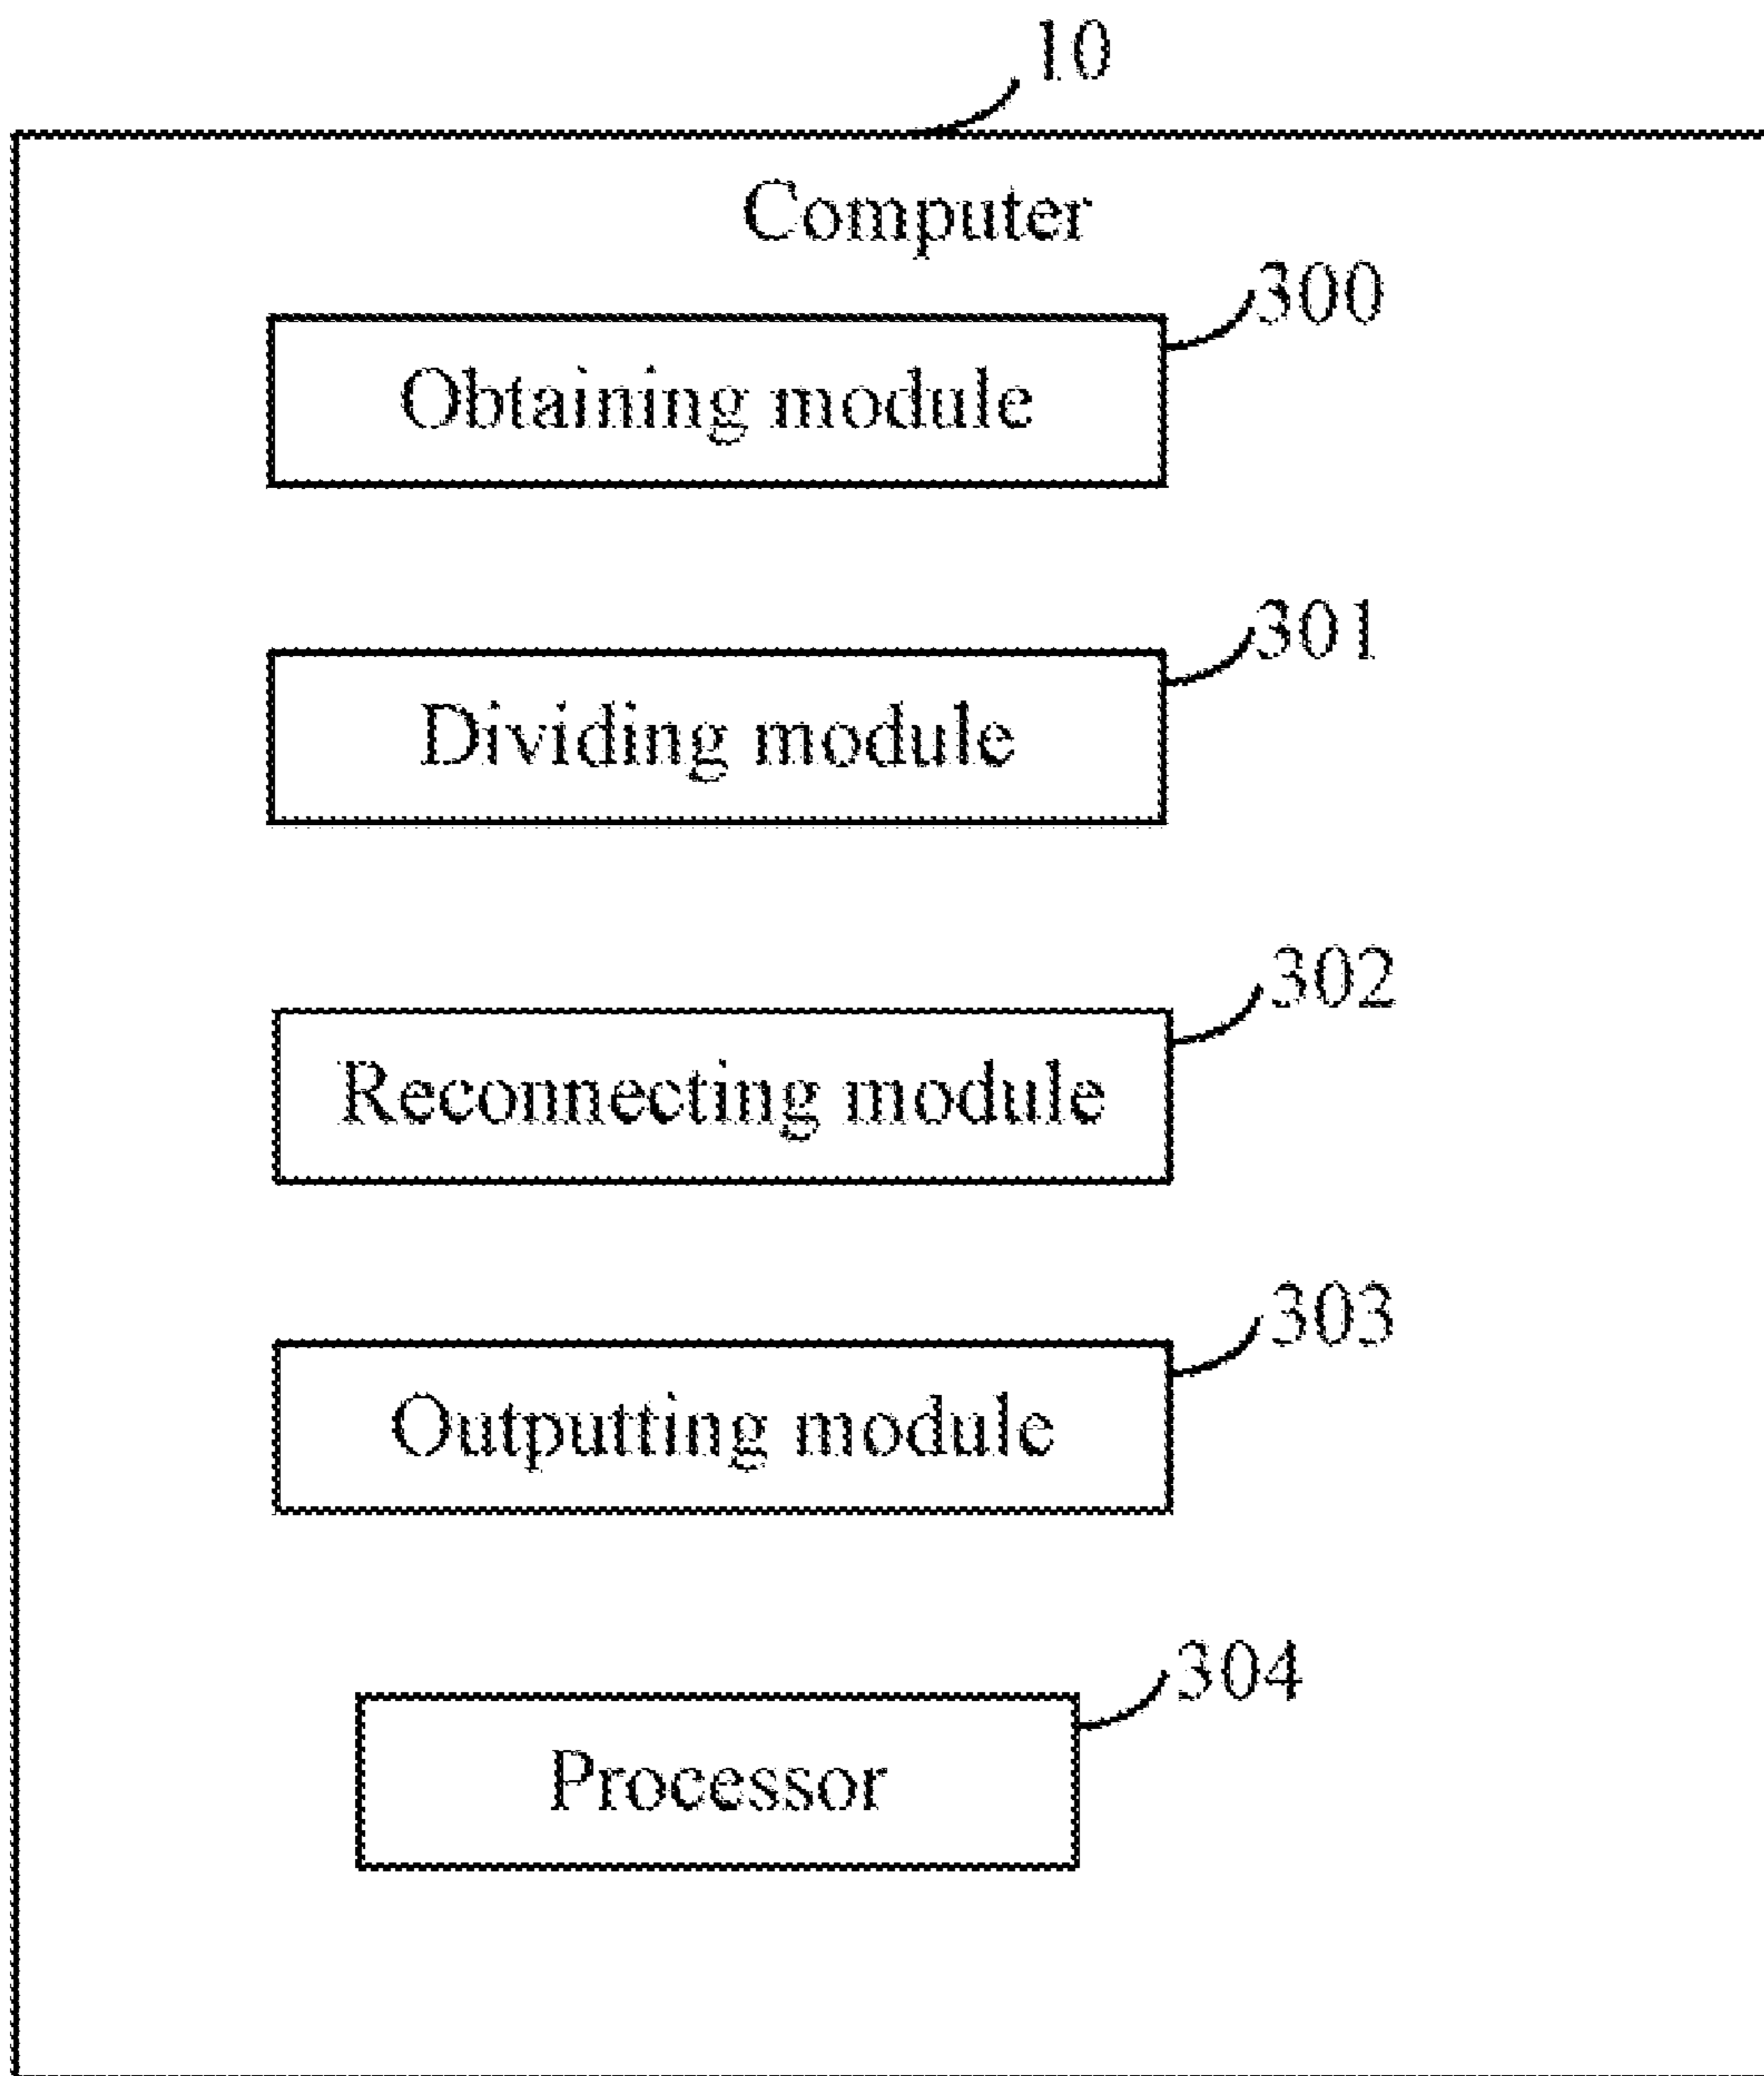 10
Computer
300
Obtaining module
301
Dividing module
302
Reconnecting module
303
Outputting module
304
Processor